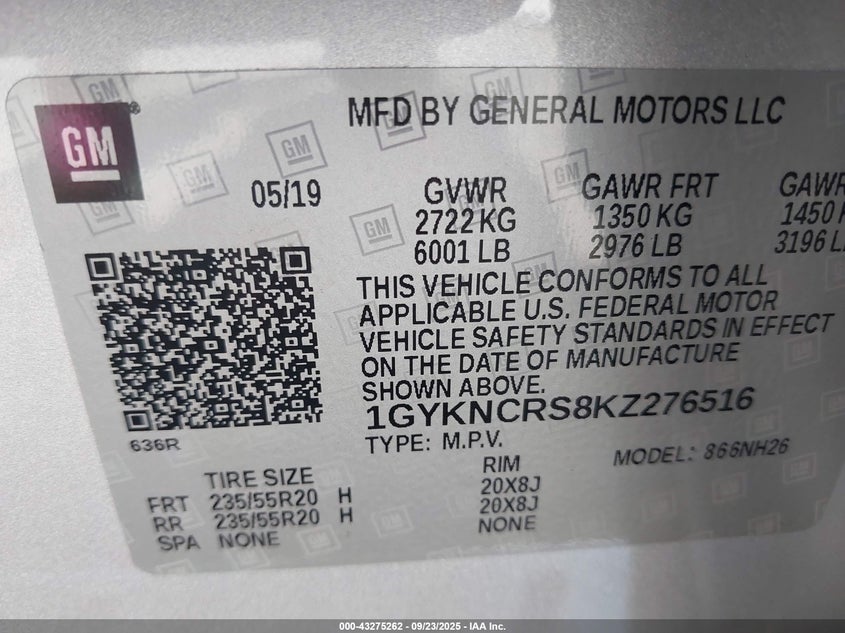 GM
MFD BY GENERAL MOTORS LLC
05/19 GVWR GAWR FRT GAWR
2722 KG 1350 KG 1450 K
6001 LB 2976 LB 3196 L
THIS VEHICLE CONFORMS TO ALL
APPLICABLE U.S. FEDERAL MOTOR
VEHICLE SAFETY STANDARDS IN EFFECT
ON THE DATE OF MANUFACTURE
SHOWN ABOVE.
1GYKNCRS8KZ276516
636R TYPE: M.P.V. MODEL: 866NH26
TIRE SIZE RIM
FRT 235/55R20 H 20X8J
RR 235/55R20 H 20X8J
SPA NONE NONE
000-43275262 - 09/23/2025 - IAA Inc.